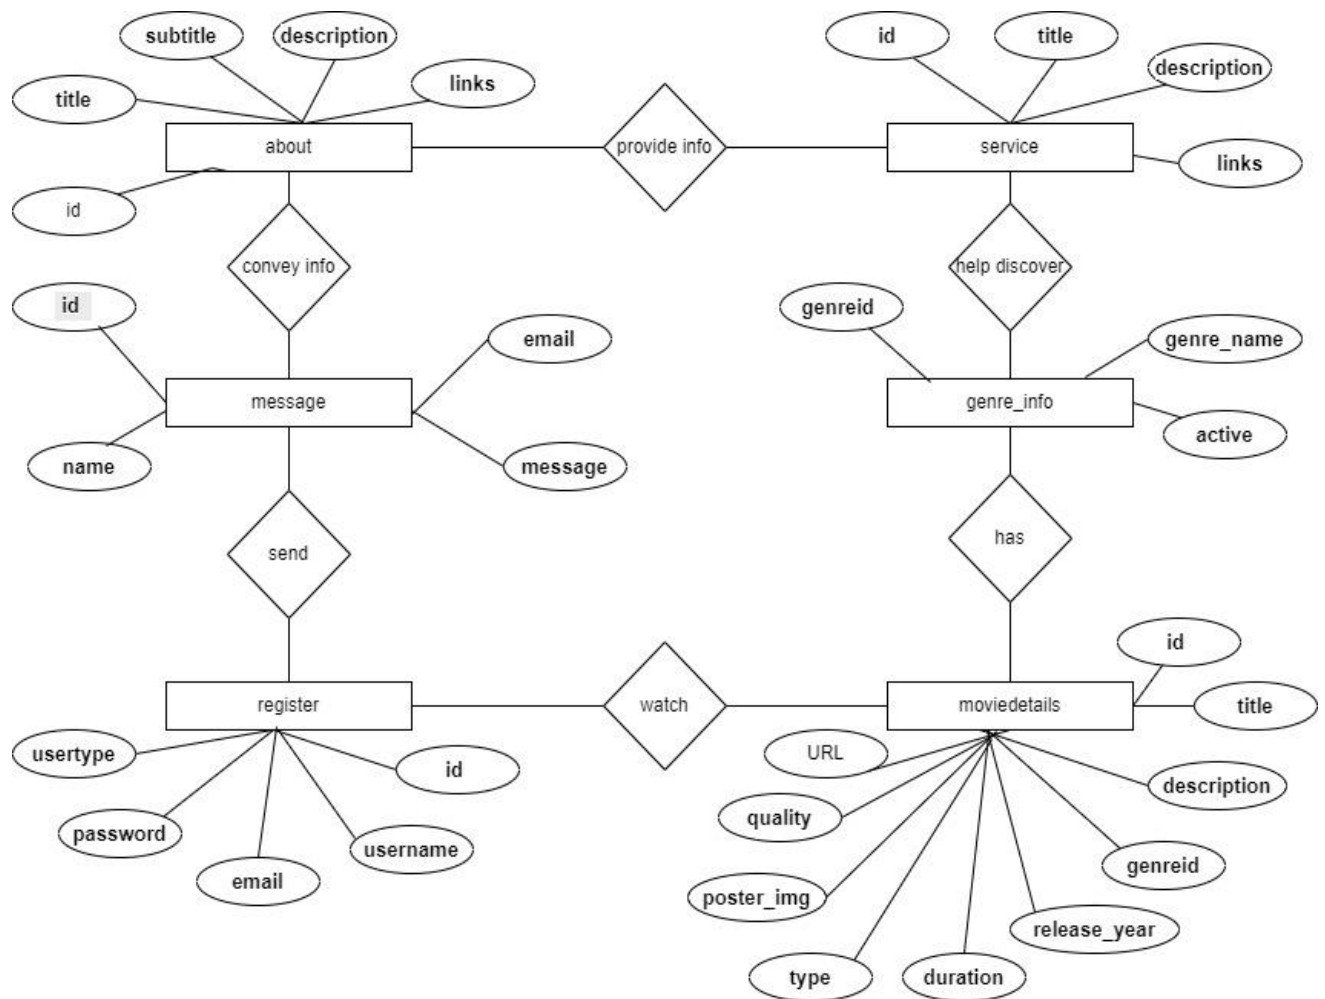 subtitle
description
id
title
title
links
description
about
provide info
service
links
id
convey info
help discover
id
genreid
email
genre_name
message
genre_info
active
name
message
send
has
id
register
watch
moviedetails
title
usertype
id
URL
description
password
username
quality
email
poster_img
genreid
release_year
type
duration